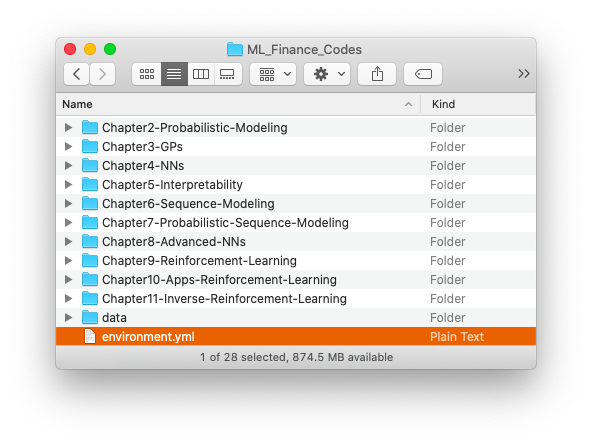 ML_Finance_Codes
Name Kind
Chapter2-Probabilistic-Modeling Folder
Chapter3-GPs Folder
Chapter4-NNs Folder
Chapter5-Interpretability Folder
Chapter6-Sequence-Modeling Folder
Chapter7-Probabilistic-Sequence-Modeling Folder
Chapter8-Advanced-NNs Folder
Chapter9-Reinforcement-Learning Folder
Chapter10-Apps-Reinforcement-Learning Folder
Chapter11-Inverse-Reinforcement-Learning Folder
data Folder
environment.yml Plain Text
1 of 28 selected, 874.5 MB available